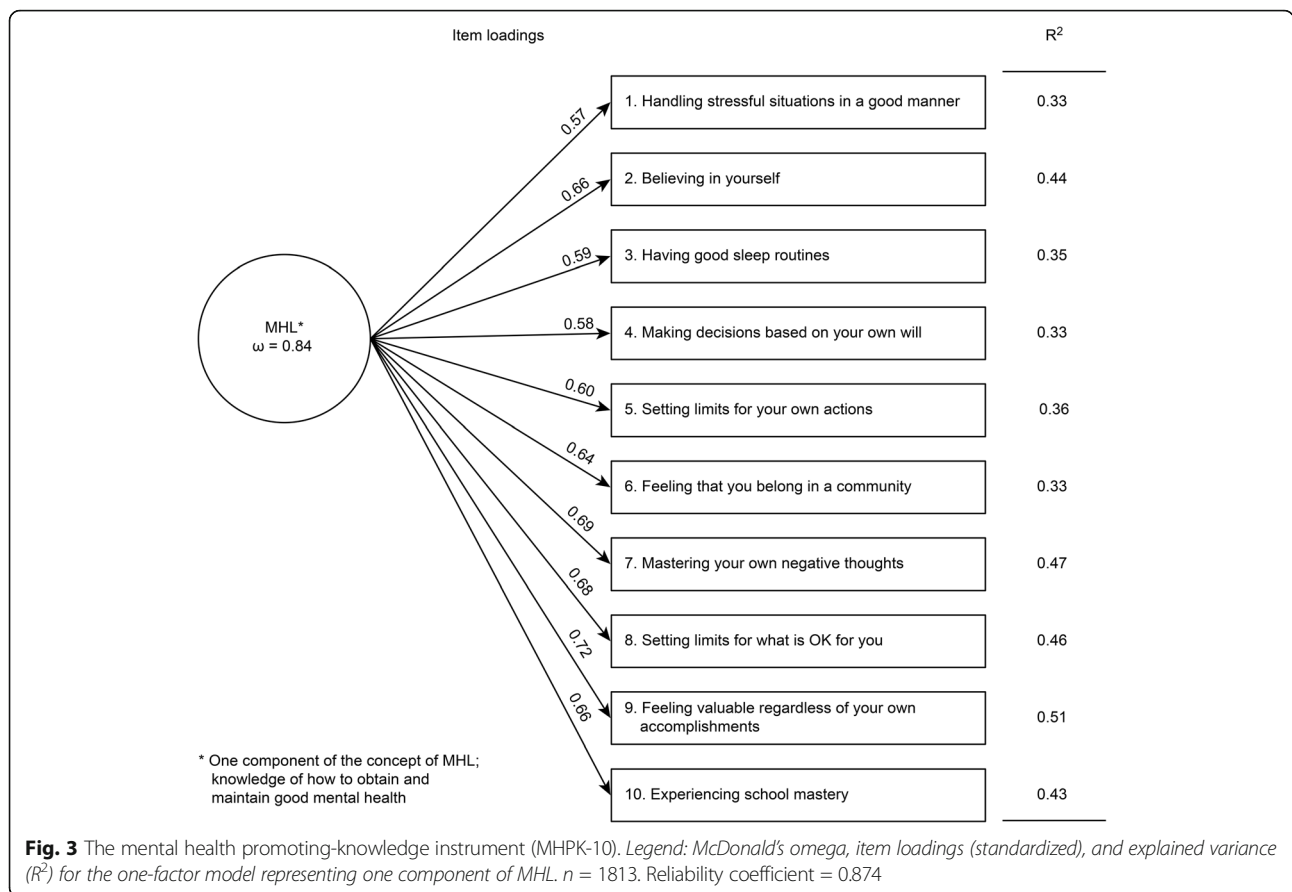 Item loadings R²
0.57 1. Handling stressful situations in a good manner 0.33
0.66 2. Believing in yourself 0.44
0.59 3. Having good sleep routines 0.35
MHL*
ω = 0.84
0.58 4. Making decisions based on your own will 0.33
0.60 5. Setting limits for your own actions 0.36
0.64 6. Feeling that you belong in a community 0.33
0.69 7. Mastering your own negative thoughts 0.47
0.68 8. Setting limits for what is OK for you 0.46
0.72 9. Feeling valuable regardless of your own
accomplishments 0.51
0.66 10. Experiencing school mastery 0.43
* One component of the concept of MHL;
knowledge of how to obtain and
maintain good mental health
Fig. 3 The mental health promoting-knowledge instrument (MHPK-10). Legend: McDonald's omega, item loadings (standardized), and explained variance
(R²) for the one-factor model representing one component of MHL. n = 1813. Reliability coefficient = 0.874